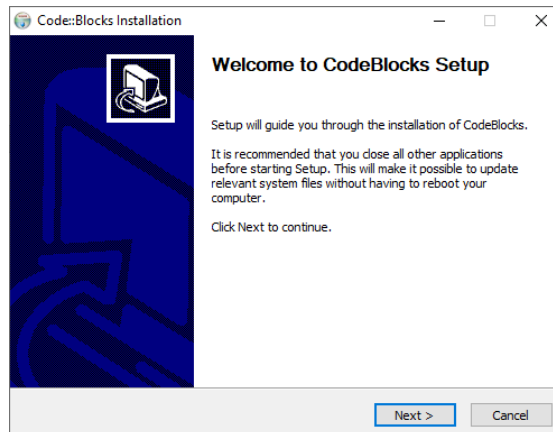 Code::Blocks Installation
Welcome to CodeBlocks Setup
Setup will guide you through the installation of CodeBlocks.
It is recommended that you close all other applications
before starting Setup. This will make it possible to update
relevant system files without having to reboot your
computer.
Click Next to continue.
Next >
Cancel